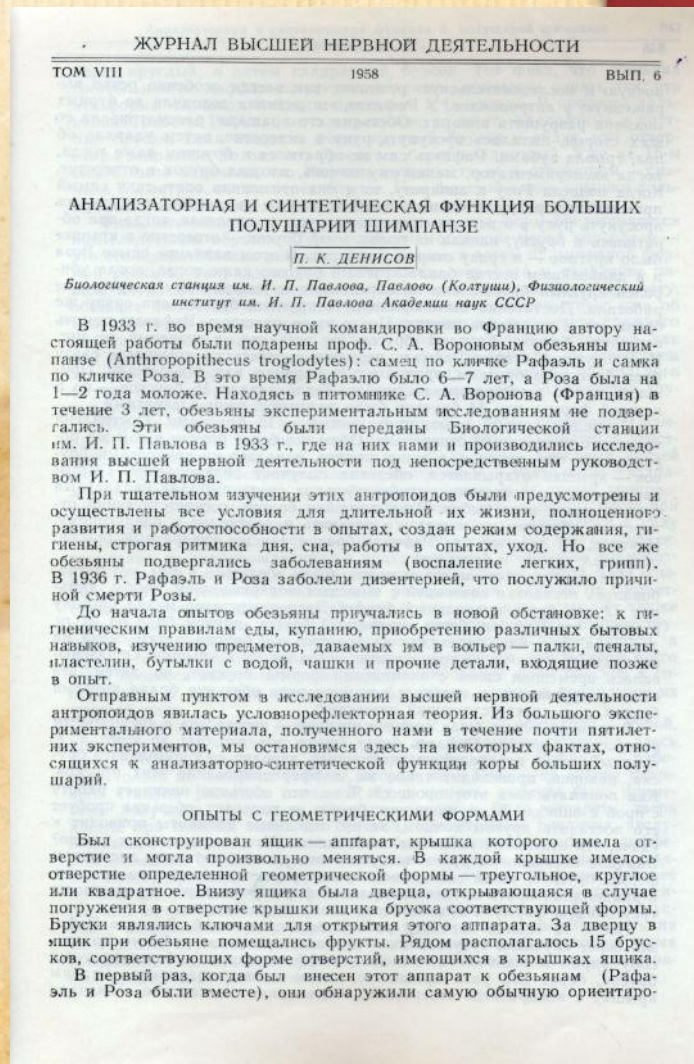 ЖУРНАЛ ВЫСШЕЙ НЕРВНОЙ ДЕЯТЕЛЬНОСТИ
ТОМ VIII 1958 ВЫП. 6
АНАЛИЗАТОРНАЯ И СИНТЕТИЧЕСКАЯ ФУНКЦИЯ БОЛЬШИХ
ПОЛУШАРИЙ ШИМПАНЗЕ
П. К. ДЕНИСОВ
Биологическая станция им. И. П. Павлова, Павлово (Колтуши), Физиологический
институт им. И. П. Павлова Академии наук СССР
В 1933 г. во время научной командировки во Францию автору на-
стоящей работы были подарены проф. С. А. Вороновым обезьяны шим-
панзе (Anthropopithecus troglodytes): самец по кличке Рафаэль и самка
по кличке Роза. В это время Рафаэлю было 6—7 лет, а Роза была на
1—2 года моложе. Находясь в питомнике С. А. Воронова (Франция) в
течение 3 лет, обезьяны экспериментальным исследованиям не подвер-
гались. Эти обезьяны были переданы Биологической станции
им. И. П. Павлова в 1933 г., где на них нами и производились исследо-
вания высшей нервной деятельности под непосредственным руководст-
вом И. П. Павлова.
При тщательном изучении этих антропоидов были предусмотрены и
осуществлены все условия для длительной их жизни, полноценного
развития и работоспособности в опытах, создан режим содержания, ги-
гиены, строгая ритмика дня, сна, работы в опытах, уход. Но все же
обезьяны подвергались заболеваниям (воспаление легких, грипп).
В 1936 г. Рафаэль и Роза заболели дизентерией, что послужило причи-
ной смерти Розы.
До начала опытов обезьяны приучались в новой обстановке: к ги-
гиеническим правилам еды, купанию, приобретению различных бытовых
навыков, изучению предметов, даваемых им в вольер — палки, пеналы,
пластелин, бутылки с водой, чашки и прочие детали, входящие позже
в опыт.
Отправным пунктом в исследовании высшей нервной деятельности
антропоидов явилась условнорефлекторная теория. Из большого экспе-
риментального материала, полученного нами в течение почти пятилет-
них экспериментов, мы остановимся здесь на некоторых фактах, отно-
сящихся к анализаторно-синтетической функции коры больших полу-
шарий.
ОПЫТЫ С ГЕОМЕТРИЧЕСКИМИ ФОРМАМИ
Был сконструирован ящик — аппарат, крышка которого имела от-
верстие и могла произвольно меняться. В каждой крышке имелось
отверстие определенной геометрической формы — треугольное, круглое
или квадратное. Внизу ящика была дверца, открывающаяся в случае
погружения в отверстие крышки ящика бруска соответствующей формы.
Бруски являлись ключами для открытия этого аппарата. За дверцу в
ящик при обезьяне помещались фрукты. Рядом располагалось 15 брус-
ков, соответствующих форме отверстий, имеющихся в крышках ящика.
В первый раз, когда был внесен этот аппарат к обезьянам (Рафа-
эль и Роза были вместе), они обнаружили самую обычную ориентиро-